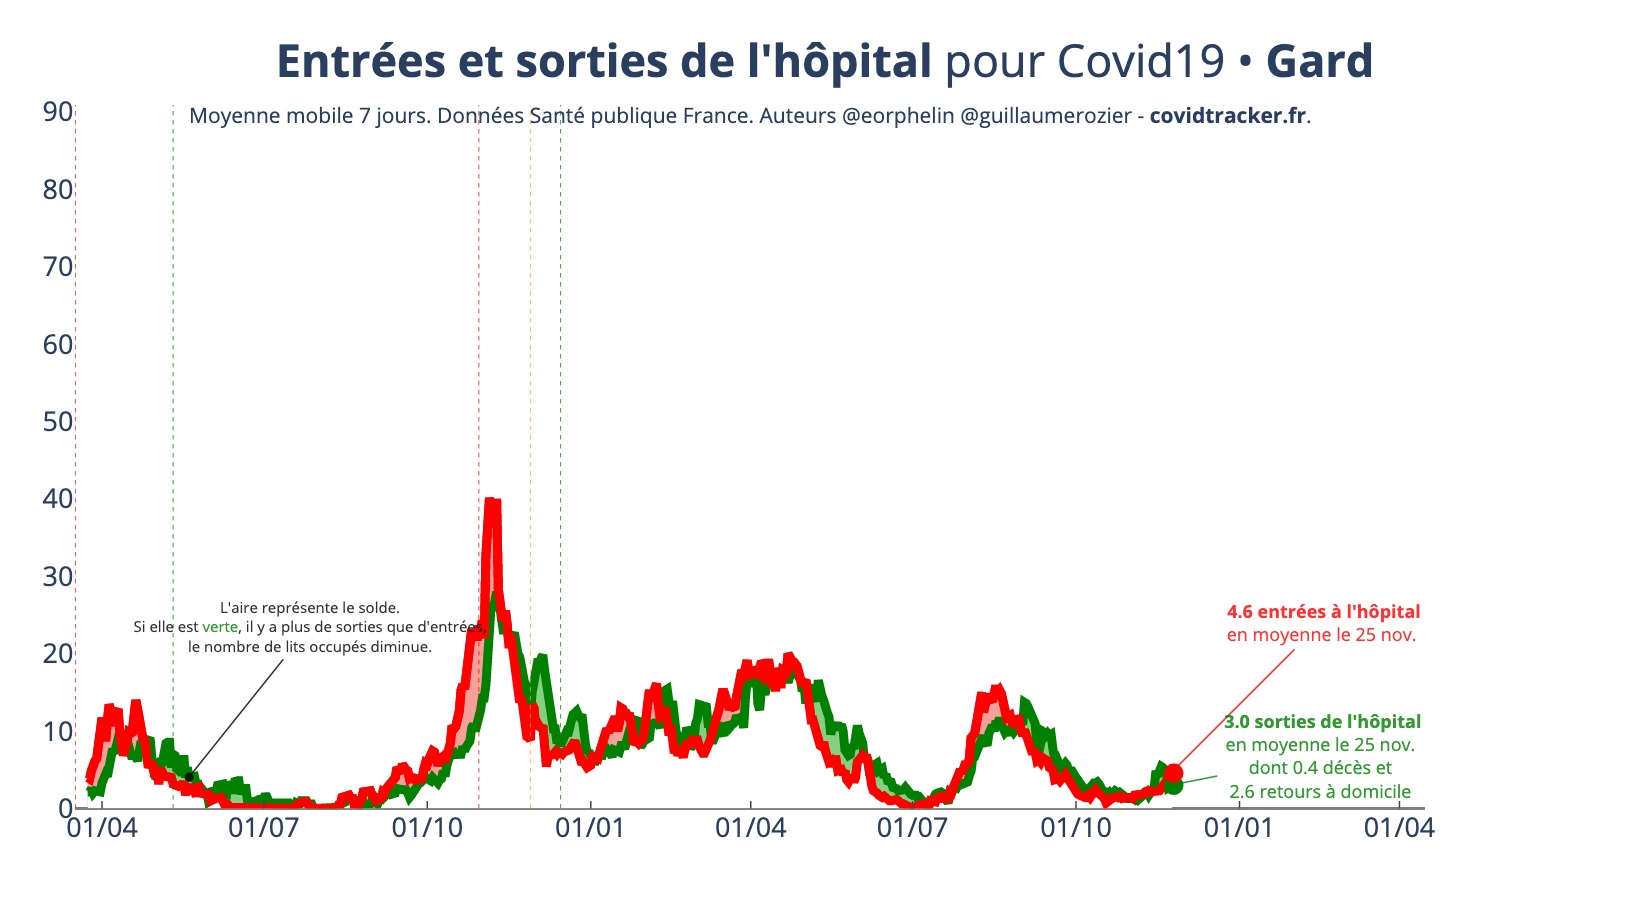 Entrées et sorties de l'hôpital pour Covid19 • Gard
Moyenne mobile 7 jours. Données Santé publique France. Auteurs @eorphelin @guillaumerozier - covidtracker.fr.
90
80
70
60
50
40
30
20
10
0
L'aire représente le solde.
Si elle est verte, il y a plus de sorties que d'entrées,
le nombre de lits occupés diminue.
4.6 entrées à l'hôpital
en moyenne le 25 nov.
3.0 sorties de l'hôpital
en moyenne le 25 nov.
dont 0.4 décès et
2.6 retours à domicile
01/04 01/07 01/10 01/01 01/04 01/07 01/10 01/01 01/04